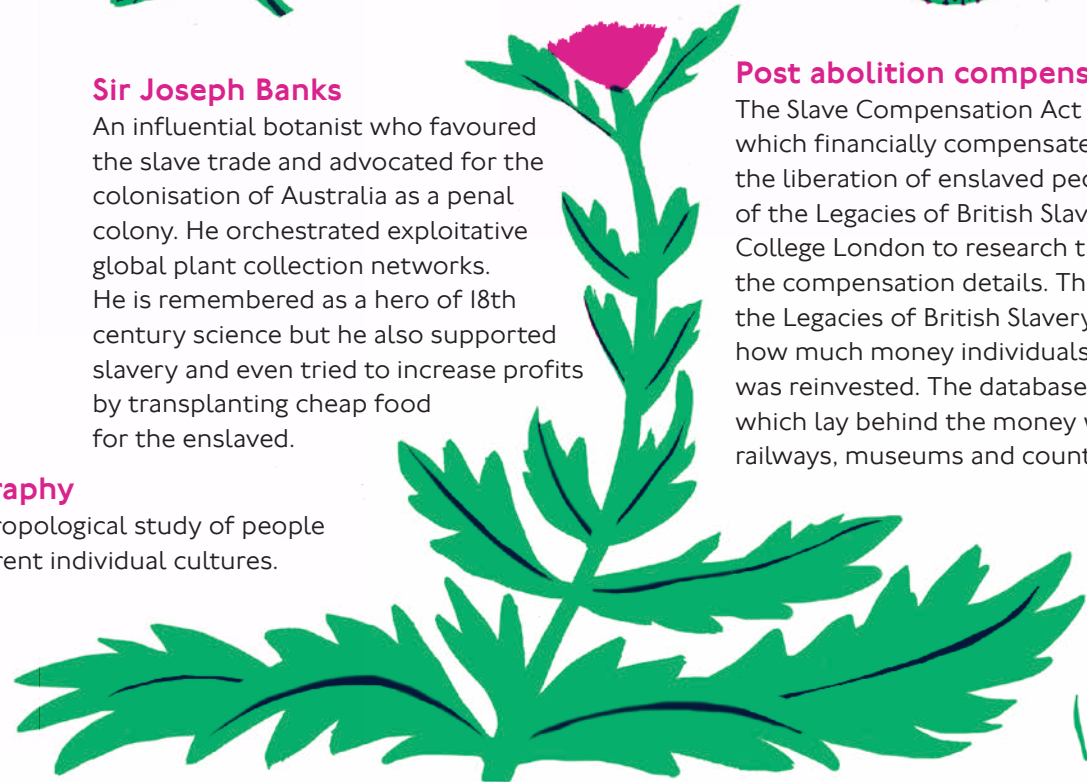 Sir Joseph Banks
An influential botanist who favoured
the slave trade and advocated for the
colonisation of Australia as a penal
colony. He orchestrated exploitative
global plant collection networks.
He is remembered as a hero of 18th
century science but he also supported
slavery and even tried to increase profits
by transplanting cheap food
for the enslaved.
raphy
ropological study of people
rent individual cultures.
Post abolition compens
The Slave Compensation Act
which financially compensate
the liberation of enslaved peo
of the Legacies of British Slav
College London to research t
the compensation details. Th
the Legacies of British Slavery
how much money individuals
was reinvested. The database
which lay behind the money w
railways, museums and count